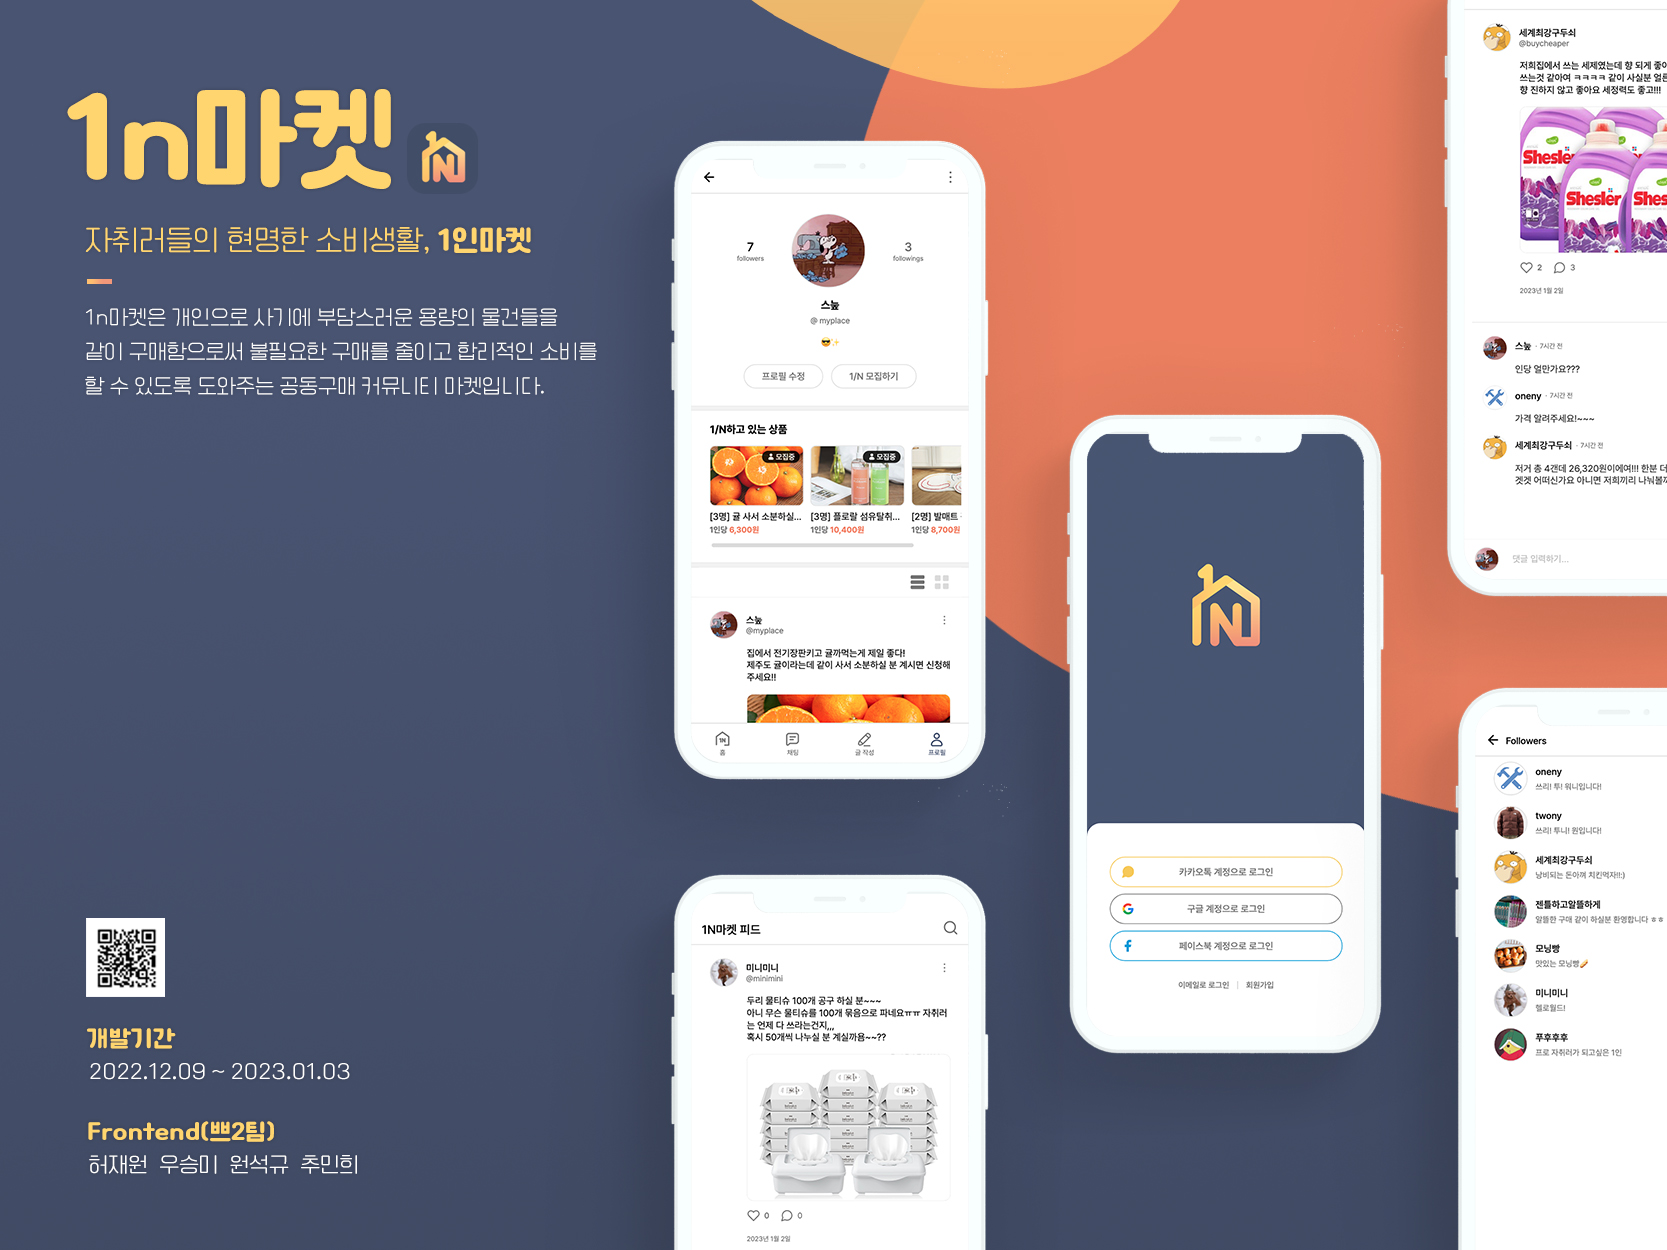 1n마켓
자취러들의 현명한 소비생활, 1인마켓
1n마켓은 개인으로 사기에 부담스러운 용량의 물건들을
같이 구매함으로써 불필요한 구매를 줄이고 합리적인 소비를
할 수 있도록 도와주는 공동구매 커뮤니티 마켓입니다.
개발기간
2022.12.09 ~ 2023.01.03
Frontend(쁘2팀)
허재원 우승미 원석규 추민희
7
followers
3
followings
스눞
@ myplace
프로필 수정
1/N 모집하기
1/N하고 있는 상품
모집중
모집중
[3명] 귤 사서 소분하실...
1인당 6,300원
[3명] 플로랄 섬유탈취...
1인당 10,400원
[2명] 발매트
1인당 8,700원
스눞
@myplace
집에서 전기장판키고 귤까먹는게 제일 좋다!
제주도 귤이라는데 같이 사서 소분하실 분 계시면 신청해
주세요!!
홈
채팅
글 작성
프로필
1N마켓 피드
미니미니
@minimini
두리 물티슈 100개 공구 하실 분~~~
아니 무슨 물티슈를 100개 묶음으로 파네요ㅠㅠ 자취러
는 언제 다 쓰라는건지,,,
혹시 50개씩 나누실 분 계실까욤~~??
0
0
2023년 1월 2일
N
카카오톡 계정으로 로그인
구글 계정으로 로그인
페이스북 계정으로 로그인
이메일로 로그인 | 회원가입
세계최강구두쇠
@buycheaper
저희집에서 쓰는 세제였는데 향 되게 좋아
쓰는것 같아여 ㅋㅋㅋㅋ 같이 사실분 얼른
향 진하지 않고 좋아요 세정력도 좋고!!!
Shesler
Shesler
Shes
2
3
2023년 1월 2일
스눞 · 7시간 전
인당 얼만가요???
oneny · 7시간 전
가격 알려주세요!~~~
세계최강구두쇠 · 7시간 전
저거 총 4갠데 26,320원이에여!!! 한분 더
겟겟 어떠신가요 아니면 저희끼리 나눠볼까
댓글 입력하기...
Followers
oneny
쓰리! 투! 워니입니다!
twony
쓰리! 투니! 원입니다!
세계최강구두쇠
낭비되는 돈아껴 치킨먹자!!:)
젠틀하고알뜰하게
알뜰한 구매 같이 하실분 환영합니다 ㅎㅎ
모닝빵
맛있는 모닝빵
미니미니
헬로월드!
푸후후후
프로 자취러가 되고싶은 1인